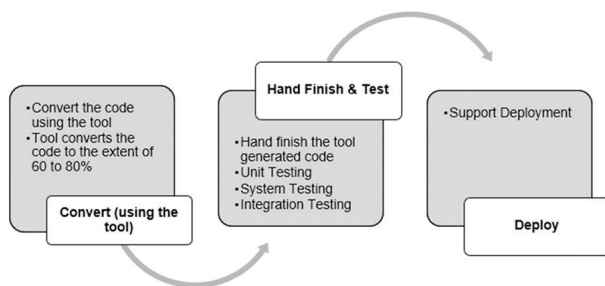 • Convert the code
using the tool
• Tool converts the
code to the extent of
60 to 80%
Convert (using the
tool)
Hand Finish & Test
• Hand finish the tool
generated code
• Unit Testing
• System Testing
• Integration Testing
• Support Deployment
Deploy